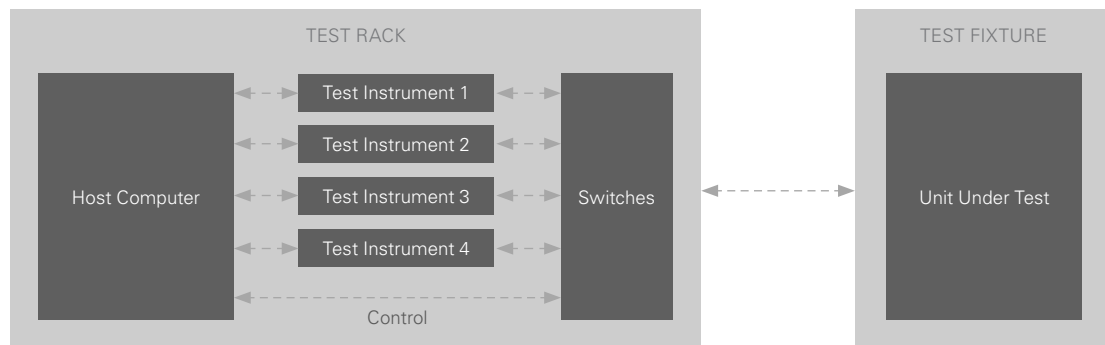 TEST RACK
TEST FIXTURE
Host Computer
Test Instrument 1
Test Instrument 2
Test Instrument 3
Test Instrument 4
Control
Switches
Unit Under Test